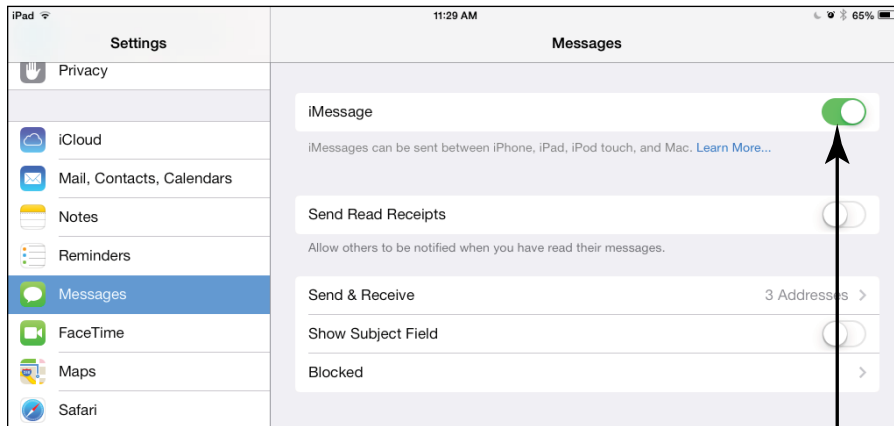 iPad 11:29 AM 65%
Settings
Messages
Privacy
iCloud
Mail, Contacts, Calendars
Notes
Reminders
Messages
FaceTime
Maps
Safari
iMessage
iMessages can be sent between iPhone, iPad, iPod touch, and Mac. Learn More...
Send Read Receipts
Allow others to be notified when you have read their messages.
Send & Receive 3 Addresses
Show Subject Field
Blocked